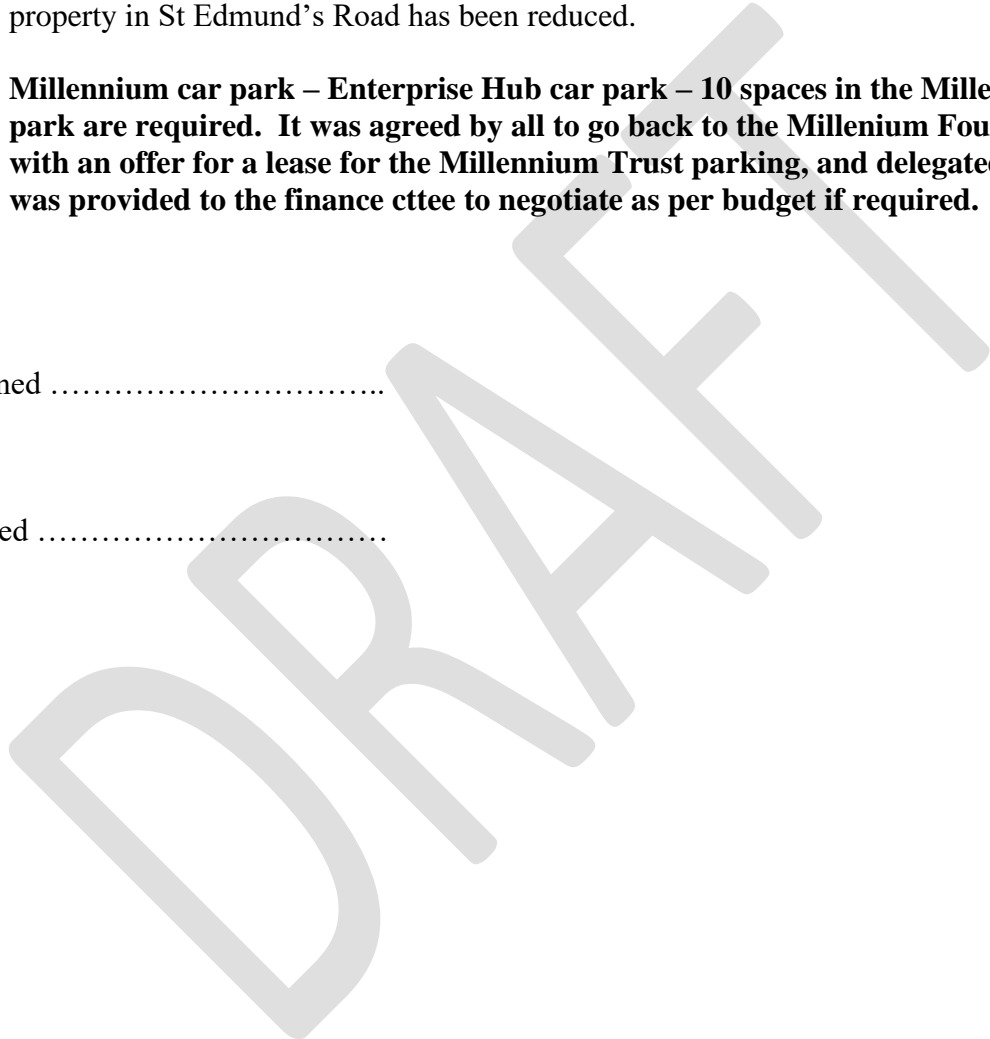 property in St Edmund’s Road has been reduced.
Millennium car park – Enterprise Hub car park – 10 spaces in the Mille
park are required.  It was agreed by all to go back to the Millenium Fou
with an offer for a lease for the Millennium Trust parking, and delegate
was provided to the finance cttee to negotiate as per budget if required.
ned …………………………..
ed ……………………………
DRAFT